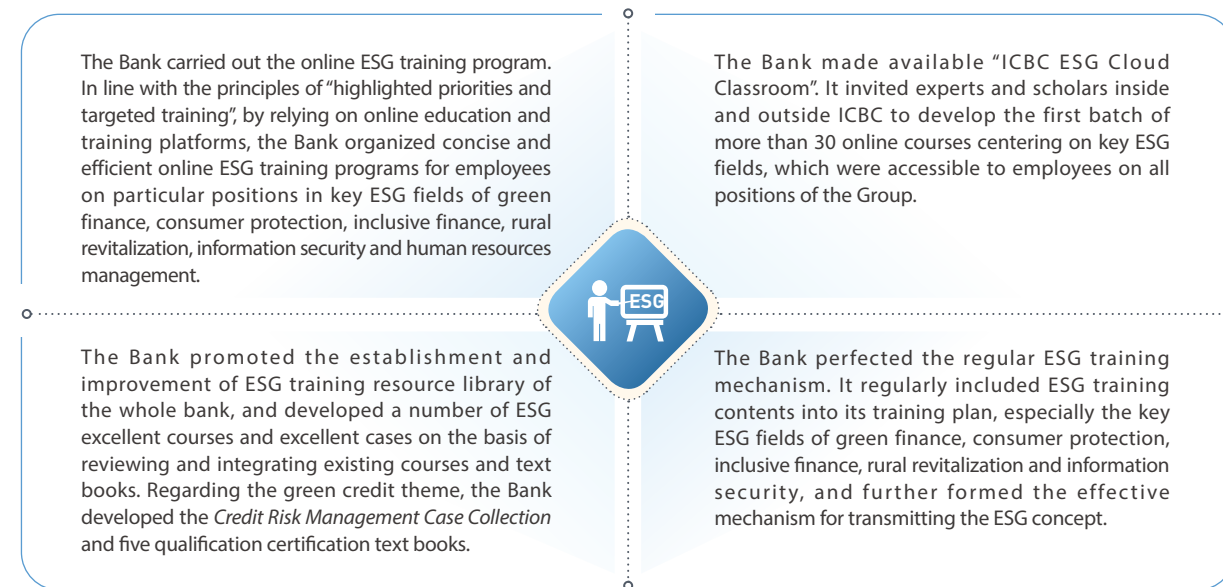 The Bank carried out the online ESG training program.
In line with the principles of “highlighted priorities and
targeted training”, by relying on online education and
training platforms, the Bank organized concise and
efficient online ESG training programs for employees
on particular positions in key ESG fields of green
finance, consumer protection, inclusive finance, rural
revitalization, information security and human resources
management.
The Bank made available “ICBC ESG Cloud
Classroom”. It invited experts and scholars inside
and outside ICBC to develop the first batch of
more than 30 online courses centering on key ESG
fields, which were accessible to employees on all
positions of the Group.
ESG
The Bank promoted the establishment and
improvement of ESG training resource library of
the whole bank, and developed a number of ESG
excellent courses and excellent cases on the basis of
reviewing and integrating existing courses and text
books. Regarding the green credit theme, the Bank
developed the Credit Risk Management Case Collection
and five qualification certification text books.
The Bank perfected the regular ESG training
mechanism. It regularly included ESG training
contents into its training plan, especially the key
ESG fields of green finance, consumer protection,
inclusive finance, rural revitalization and information
security, and further formed the effective
mechanism for transmitting the ESG concept.